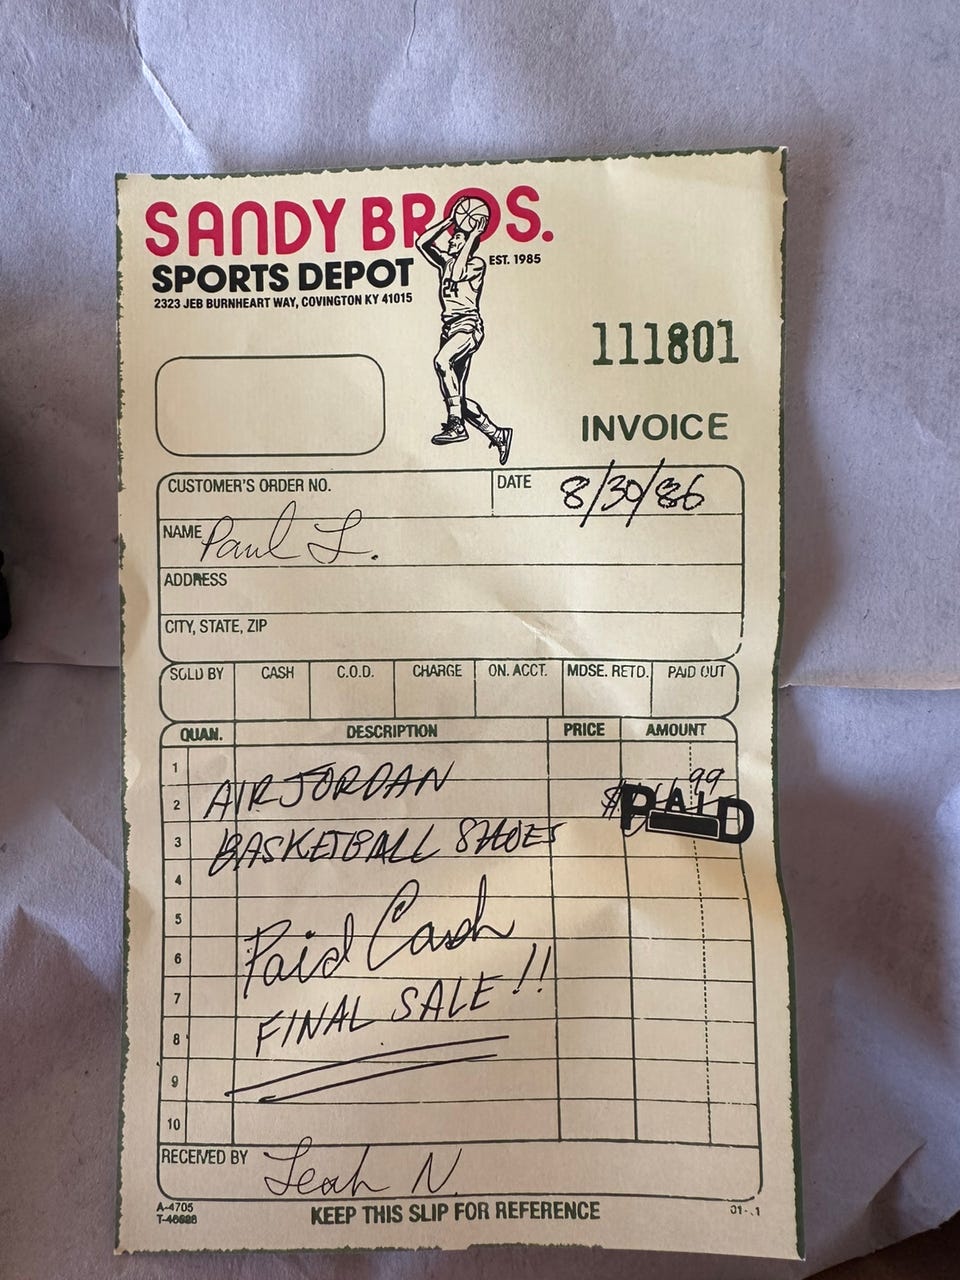 SANDY BROS.
SPORTS DEPOT
EST. 1985
2323 JEB BURNHEART WAY, COVINGTON KY 41015
24
111801
INVOICE
CUSTOMER'S ORDER NO.
DATE 8/30/86
NAME Paul L.
ADDRESS
CITY, STATE, ZIP
SOLD BY CASH C.O.D. CHARGE ON. ACCT. MDSE. RETD. PAID OUT
QUAN. DESCRIPTION PRICE AMOUNT
1
2 AIR JORDAN $ 99
PAID
3 BASKETBALL SHOES
4
5
6 Paid Cash
7
8 FINAL SALE!!
9
10
RECEIVED BY Leah N.
A-4705
KEEP THIS SLIP FOR REFERENCE